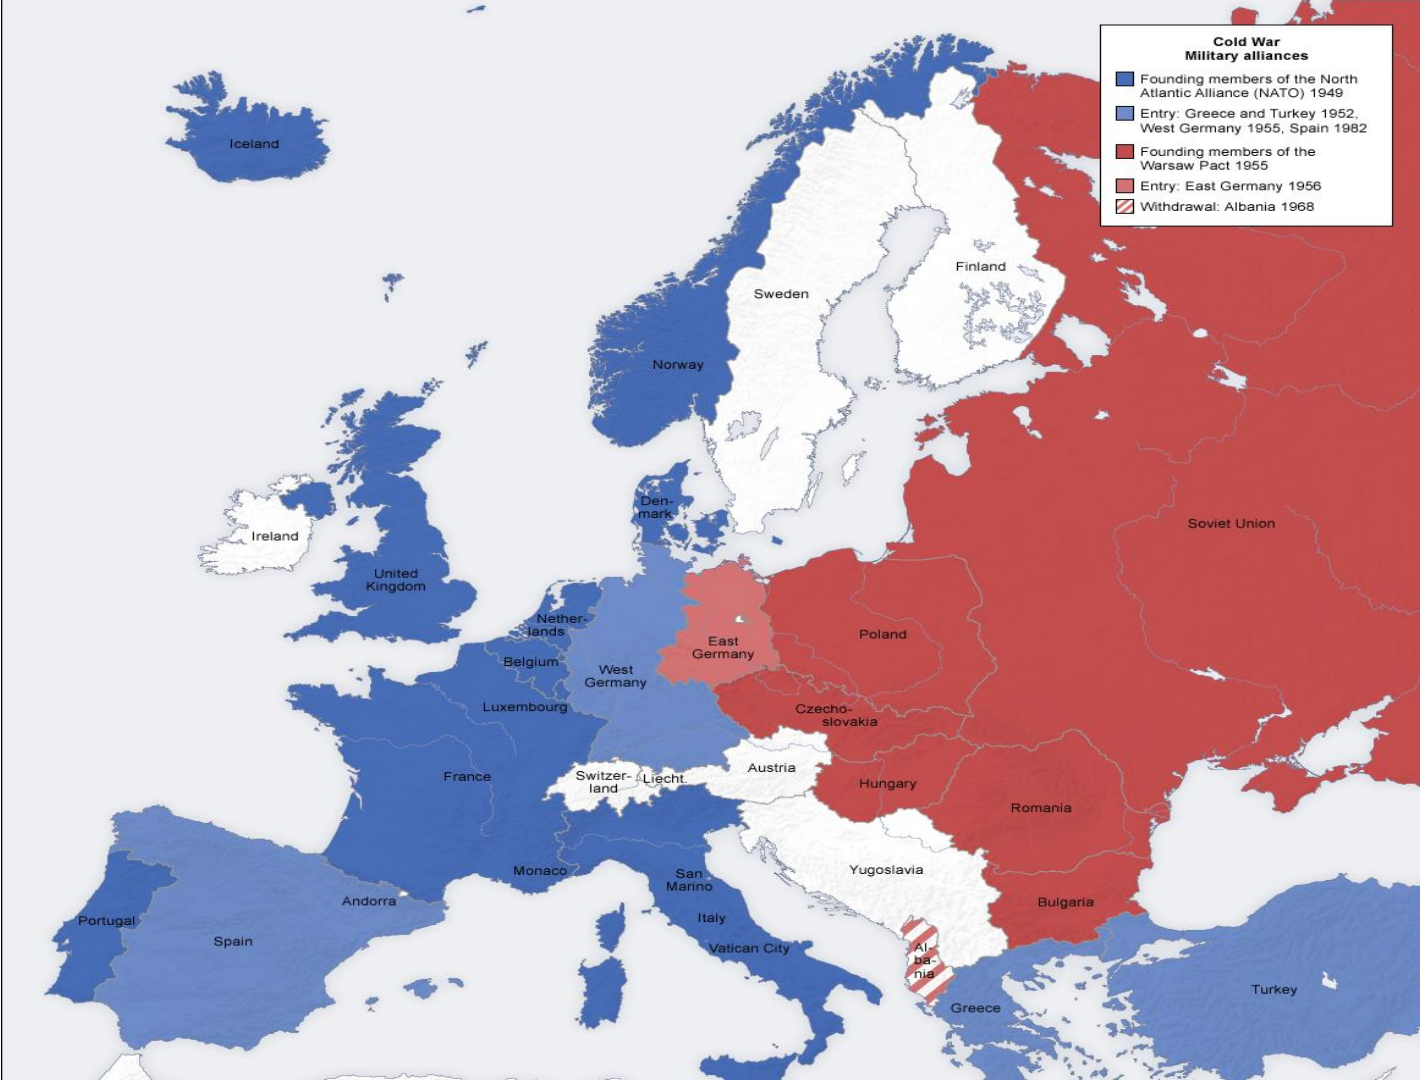 Cold War
Military alliances
Founding members of the North
Atlantic Alliance (NATO) 1949
Entry: Greece and Turkey 1952,
West Germany 1955, Spain 1982
Founding members of the
Warsaw Pact 1955
Entry: East Germany 1956
Withdrawal: Albania 1968
Iceland
Finland
Sweden
Norway
Den-
mark
Soviet Union
Ireland
United
Kingdom
Nether-
lands
Belgium
East
Germany
Poland
West
Germany
Luxembourg
Czecho-
slovakia
France
Switzer-
land
Liecht.
Austria
Hungary
Romania
Monaco
San
Marino
Yugoslavia
Andorra
Bulgaria
Portugal
Spain
Italy
Vatican City
Al-
ba-
nia
Greece
Turkey